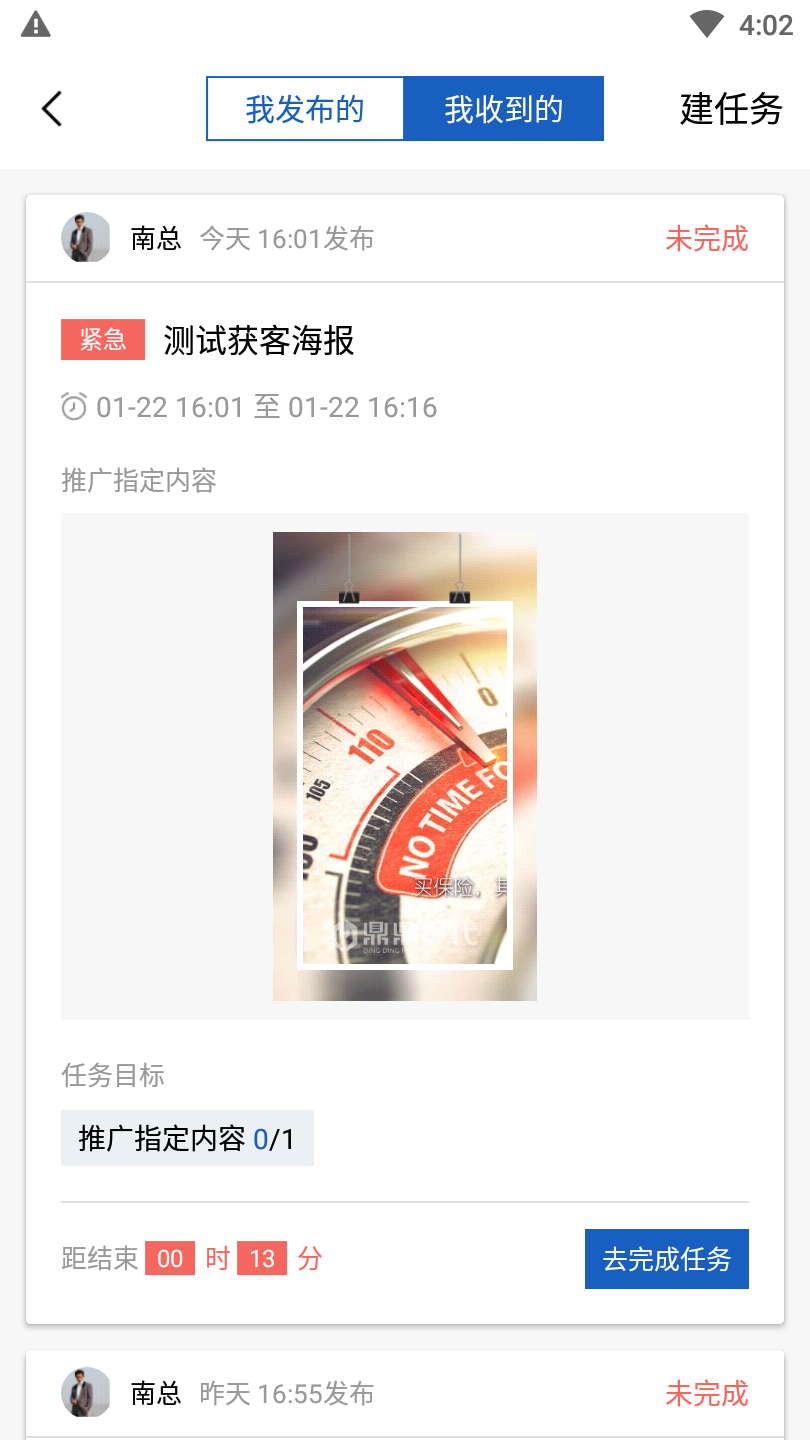 4:02
我发布的
我收到的
建任务
南总 今天 16:01发布
未完成
紧急 测试获客海报
01-22 16:01 至 01-22 16:16
推广指定内容
0
110
105
NO TIME FO
买保险，其
任务目标
推广指定内容 0/1
距结束 00 时 13 分
去完成任务
南总 昨天 16:55发布
未完成